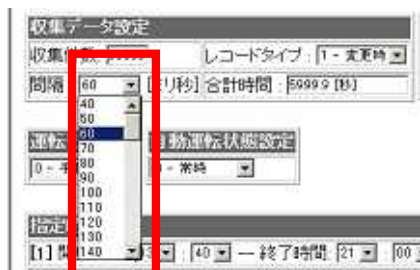 収集データ設定
収集件数: レコードタイプ: 1 - 変更時
間隔: 60 [ミリ秒] 合計時間: 5999.9 [秒]
40
50
60
70
80
90
100
110
120
130
140
自動運転状態設定
0 - 常時
[1] 40 — 終了時間 21 : 00